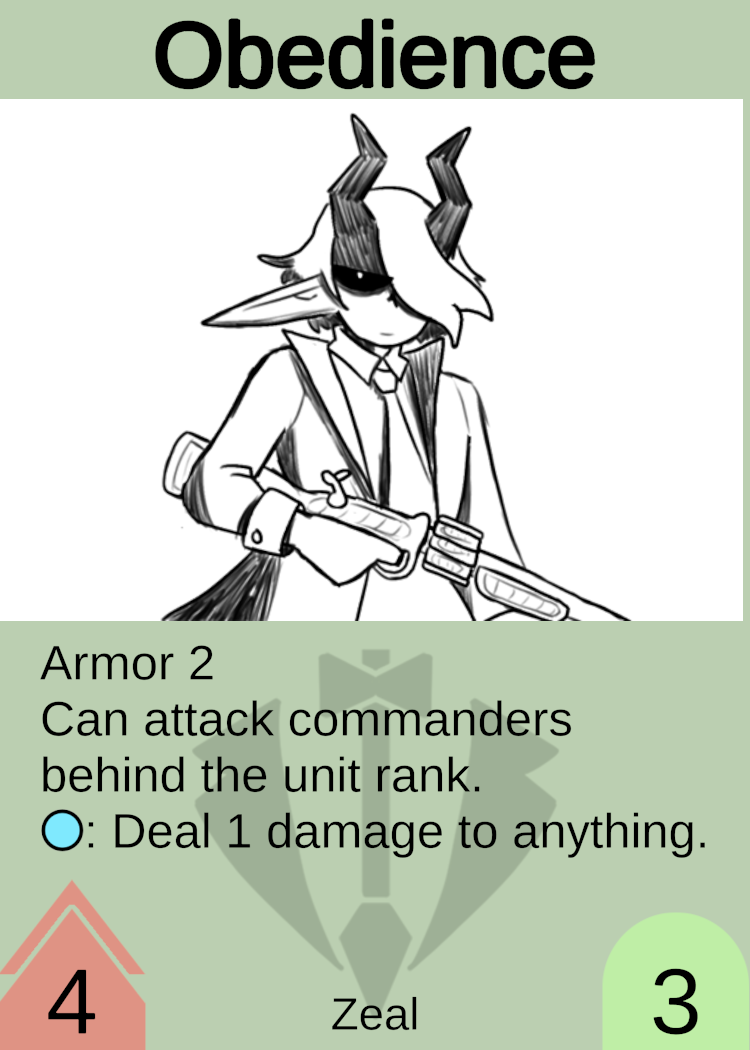 Obedience
Armor 2
Can attack commanders
behind the unit rank.
: Deal 1 damage to anything.
4
Zeal
3